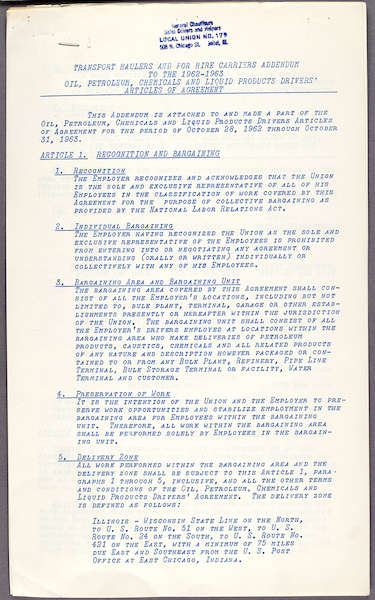 General Chauffeurs
Sales Drivers and Helpers
LOCAL UNION NO. 179
505 N. Chicago St. Joliet, Ill.
TRANSPORT HAULERS AND FOR HIRE CARRIERS ADDENDUM
TO THE 1962-1963
OIL, PETROLEUM, CHEMICALS AND LIQUID PRODUCTS DRIVERS'
ARTICLES OF AGREEMENT
THIS ADDENDUM IS ATTACHED TO AND MADE A PART OF THE
OIL, PETROLEUM, CHEMICALS AND LIQUID PRODUCTS DRIVERS ARTICLES
OF AGREEMENT FOR THE PERIOD OF OCTOBER 28, 1962 THROUGH OCTOBER
31, 1963.
ARTICLE 1. RECOGNITION AND BARGAINING
1. RECOGNITION
THE EMPLOYER RECOGNIZES AND ACKNOWLEDGES THAT THE UNION
IS THE SOLE AND EXCLUSIVE REPRESENTATIVE OF ALL OF HIS
EMPLOYEES IN THE CLASSIFICATION OF WORK COVERED BY THIS
AGREEMENT FOR THE PURPOSE OF COLLECTIVE BARGAINING AS
PROVIDED BY THE NATIONAL LABOR RELATIONS ACT.
2. INDIVIDUAL BARGAINING
THE EMPLOYER HAVING RECOGNIZED THE UNION AS THE SOLE AND
EXCLUSIVE REPRESENTATIVE OF THE EMPLOYEES IS PROHIBITED
FROM ENTERING INTO OR NEGOTIATING ANY AGREEMENT OR
UNDERSTANDING (ORALLY OR WRITTEN) INDIVIDUALLY OR
COLLECTIVELY WITH ANY OF HIS EMPLOYEES.
3. BARGAINING AREA AND BARGAINING UNIT
THE BARGAINING AREA COVERED BY THIS AGREEMENT SHALL CON-
SIST OF ALL THE EMPLOYER'S LOCATIONS, INCLUDING BUT NOT
LIMITED TO, BULK PLANT, TERMINAL, GARAGE OR OTHER ESTAB-
LISHMENTS PRESENTLY OR HEREAFTER WITHIN THE JURISDICTION
OF THE UNION. THE BARGAINING UNIT SHALL CONSIST OF ALL
THE EMPLOYER'S DRIVERS EMPLOYED AT LOCATIONS WITHIN THE
BARGAINING AREA WHO MAKE DELIVERIES OF PETROLEUM
PRODUCTS, CAUSTICS, CHEMICALS AND ALL RELATED PRODUCTS
OF ANY NATURE AND DESCRIPTION HOWEVER PACKAGED OR CON-
TAINED TO OR FROM ANY BULK PLANT, REFINERY, PIPE LINE
TERMINAL, BULK STORAGE TERMINAL OR FACILITY, WATER
TERMINAL AND CUSTOMER.
4. PRESERVATION OF WORK
IT IS THE INTENTION OF THE UNION AND THE EMPLOYER TO PRE-
SERVE WORK OPPORTUNITIES AND STABILIZE EMPLOYMENT IN THE
BARGAINING AREA FOR EMPLOYEES WITHIN THE BARGAINING
UNIT. THEREFORE, ALL WORK WITHIN THE BARGAINING AREA
SHALL BE PERFORMED SOLELY BY EMPLOYEES IN THE BARGAIN-
ING UNIT.
5. DELIVERY ZONE
ALL WORK PERFORMED WITHIN THE BARGAINING AREA AND THE
DELIVERY ZONE SHALL BE SUBJECT TO THIS ARTICLE 1, PARA-
GRAPHS 1 THROUGH 5, INCLUSIVE, AND ALL THE OTHER TERMS
AND CONDITIONS OF THE OIL, PETROLEUM, CHEMICALS AND
LIQUID PRODUCTS DRIVERS' AGREEMENT. THE DELIVERY ZONE
IS DEFINED AS FOLLOWS:
ILLINOIS - WISCONSIN STATE LINE ON THE NORTH,
TO U. S. ROUTE NO. 51 ON THE WEST, TO U. S.
ROUTE NO. 24 ON THE SOUTH, TO U. S. ROUTE NO.
421 ON THE EAST, WITH A MINIMUM OF 75 MILES
DUE EAST AND SOUTHEAST FROM THE U. S. POST
OFFICE AT EAST CHICAGO, INDIANA.